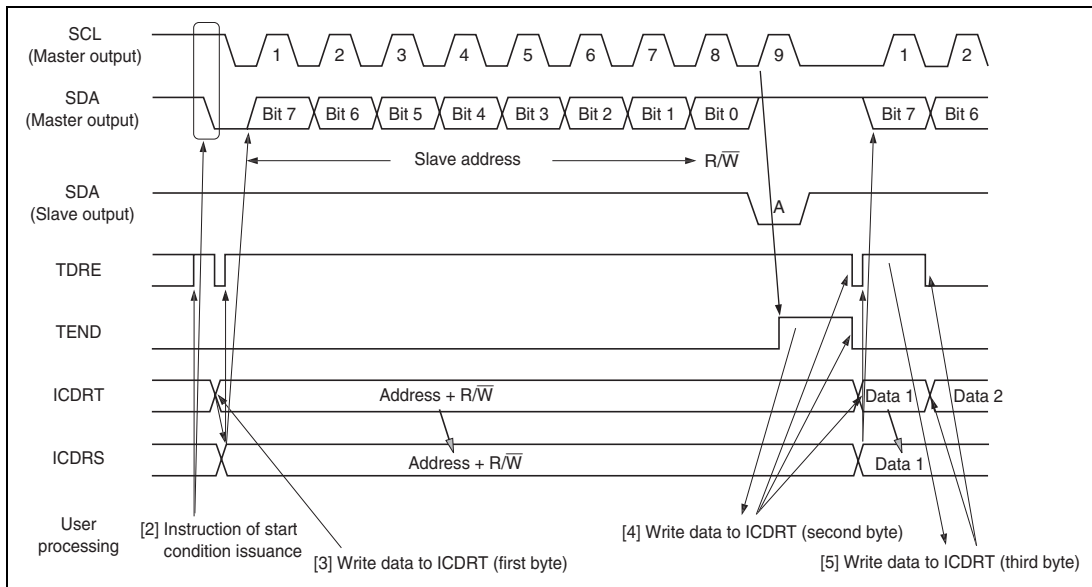 SCL
(Master output)
1 2 3 4 5 6 7 8 9 1 2
SDA
(Master output)
Bit 7 Bit 6 Bit 5 Bit 4 Bit 3 Bit 2 Bit 1 Bit 0 Bit 7 Bit 6
Slave address R/W̅
SDA
(Slave output)
A
TDRE
TEND
ICDRT
Address + R/W̅ Data 1 Data 2
ICDRS
Address + R/W̅ Data 1
User
processing
[2] Instruction of start
condition issuance
[3] Write data to ICDRT (first byte)
[4] Write data to ICDRT (second byte)
[5] Write data to ICDRT (third byte)